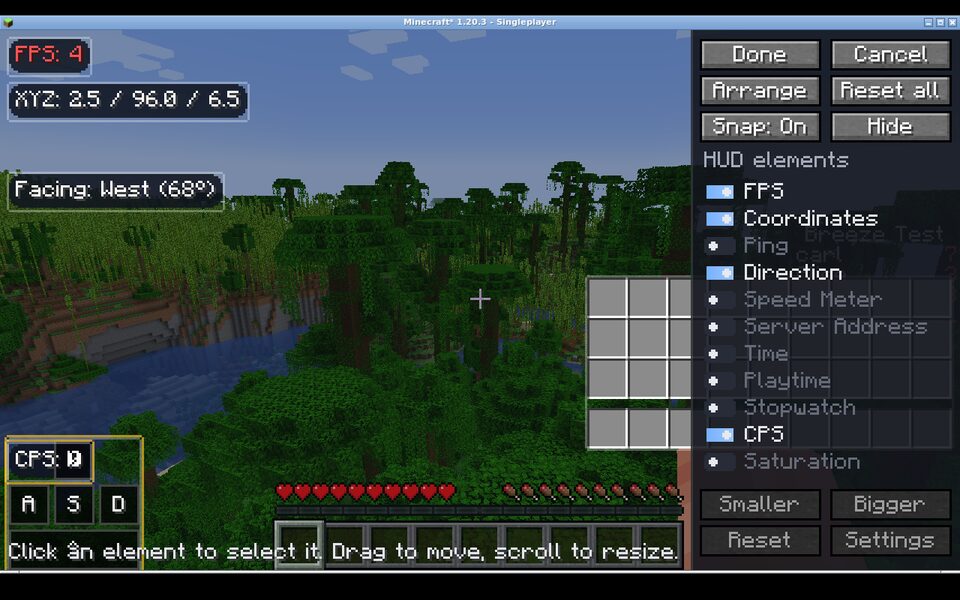 Minecraft* 1.20.3 - Singleplayer
FPS: 4
XYZ: 2.5 / 96.0 / 6.5
Facing: West (68°)
Done
Cancel
Arrange
Reset all
Snap: On
Hide
HUD elements
FPS
Coordinates
Ping
Breeze Test
Direction
Speed Meter
Server Address
Time
Playtime
Stopwatch
CPS
Saturation
Smaller
Bigger
Reset
Settings
CPS: 0
A
S
D
Click an element to select it. Drag to move, scroll to resize.